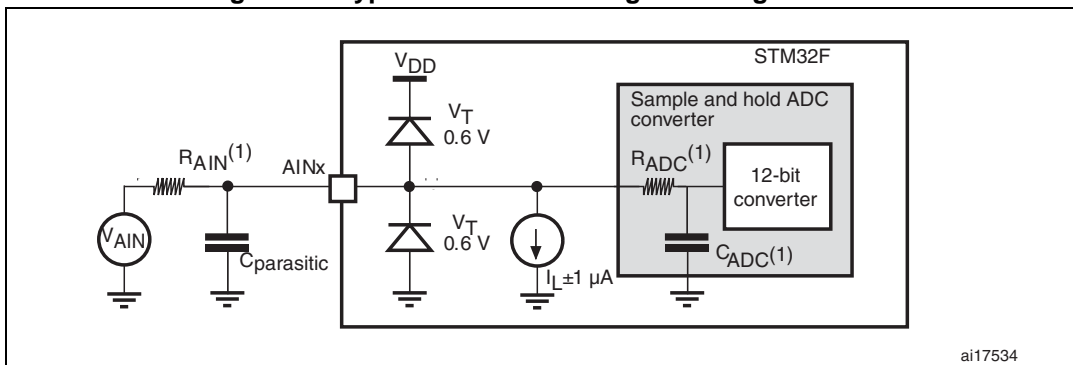 STM32F
VDD
VT
0.6 V
Sample and hold ADC
converter
RAIN(1)
AINx
RADC(1)
12-bit
converter
VAIN
Cparasitic
VT
0.6 V
IL±1 µA
CADC(1)
ai17534